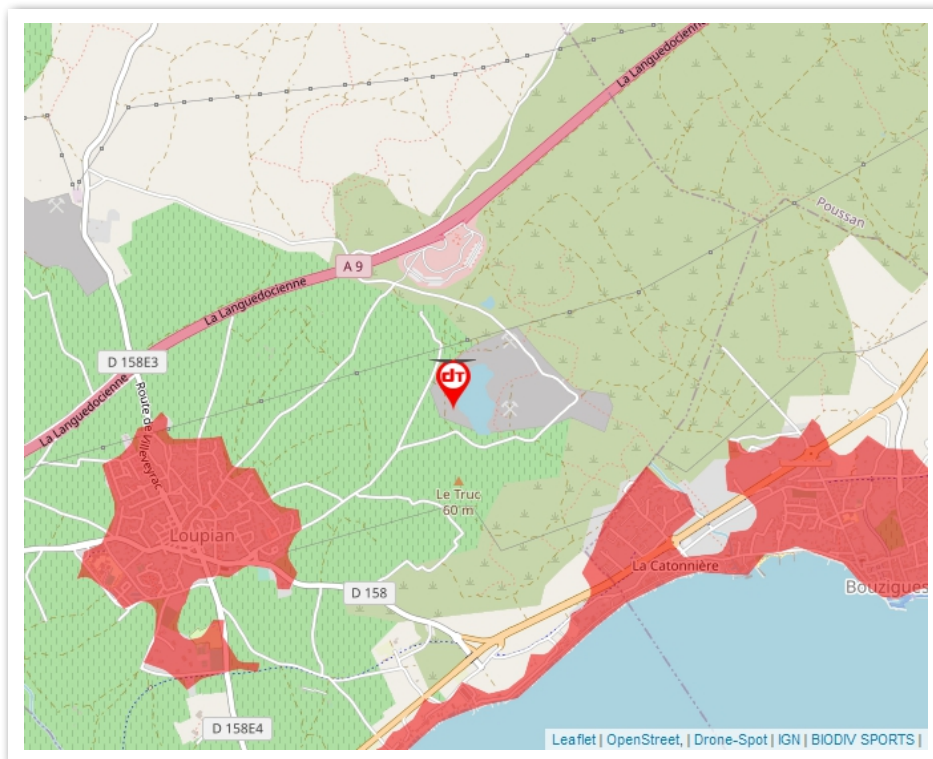 La Languedocienne
Poussan
A 9
La Languedocienne
D 158E3
dT
La Languedocienne
Route de Villeveyrac
Le Truc
60 m
Loupian
La Catonnière
D 158
Bouzigues
D 158E4
Leaflet | OpenStreet, | Drone-Spot | IGN | BIODIV SPORTS |